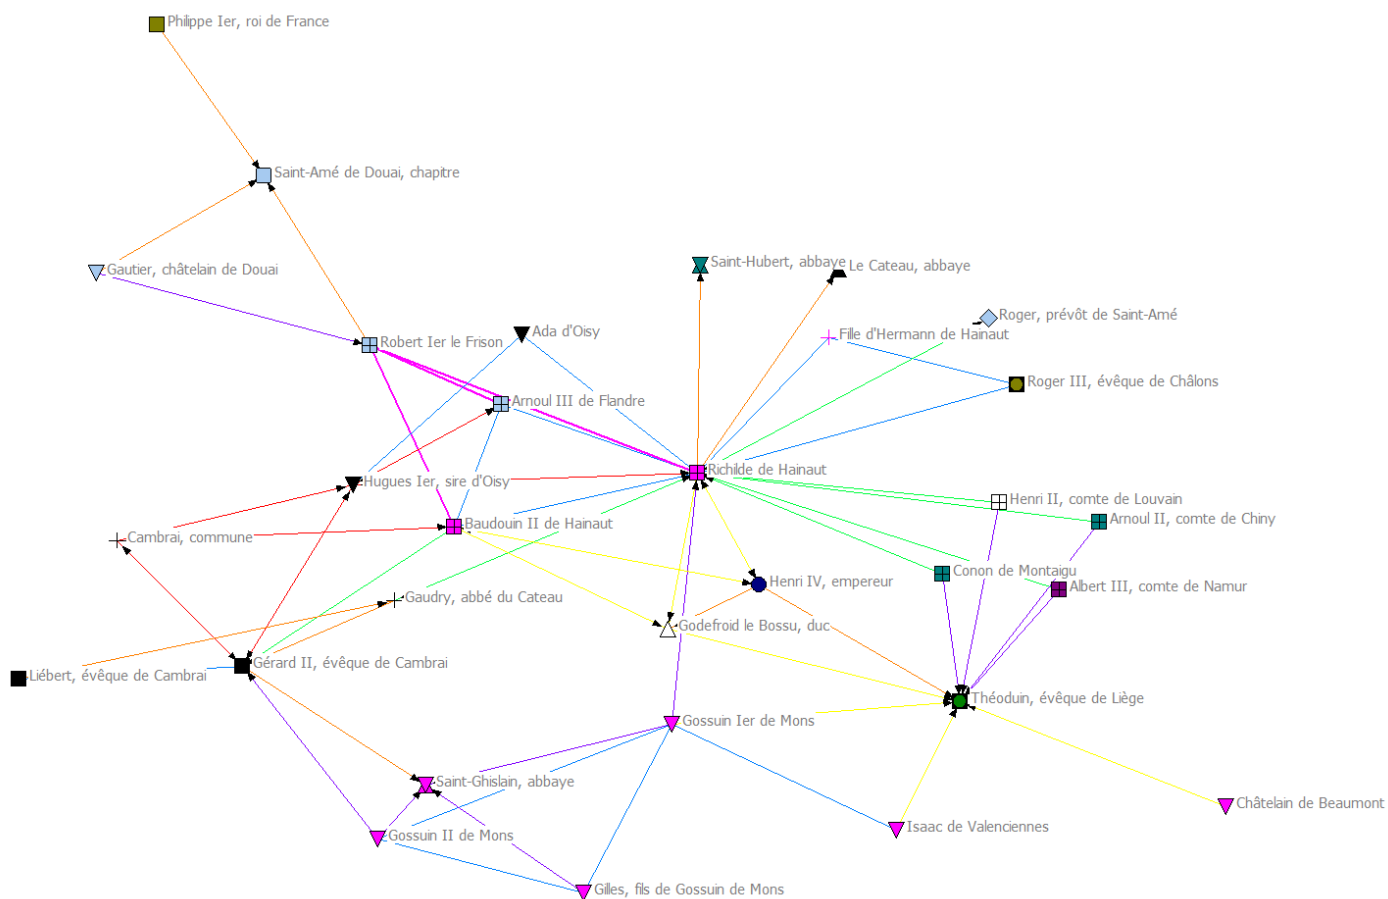 Philippe Ier, roi de France
Saint-Amé de Douai, chapitre
Gautier, châtelain de Douai
Saint-Hubert, abbaye
Le Cateau, abbaye
Roger, prévôt de Saint-Amé
Ada d'Oisy
Fille d'Hermann de Hainaut
Robert Ier le Frison
Roger III, évêque de Châlons
Arnoul III de Flandre
Richilde de Hainaut
Hugues Ier, sire d'Oisy
Henri II, comte de Louvain
Arnoul II, comte de Chiny
Baudouin II de Hainaut
Cambrai, commune
Conon de Montaigu
Henri IV, empereur
Albert III, comte de Namur
Gaudry, abbé du Cateau
Godefroid le Bossu, duc
Gérard II, évêque de Cambrai
Liébert, évêque de Cambrai
Théoduin, évêque de Liège
Gossuin Ier de Mons
Saint-Ghislain, abbaye
Châtelain de Beaumont
Isaac de Valenciennes
Gossuin II de Mons
Gilles, fils de Gossuin de Mons